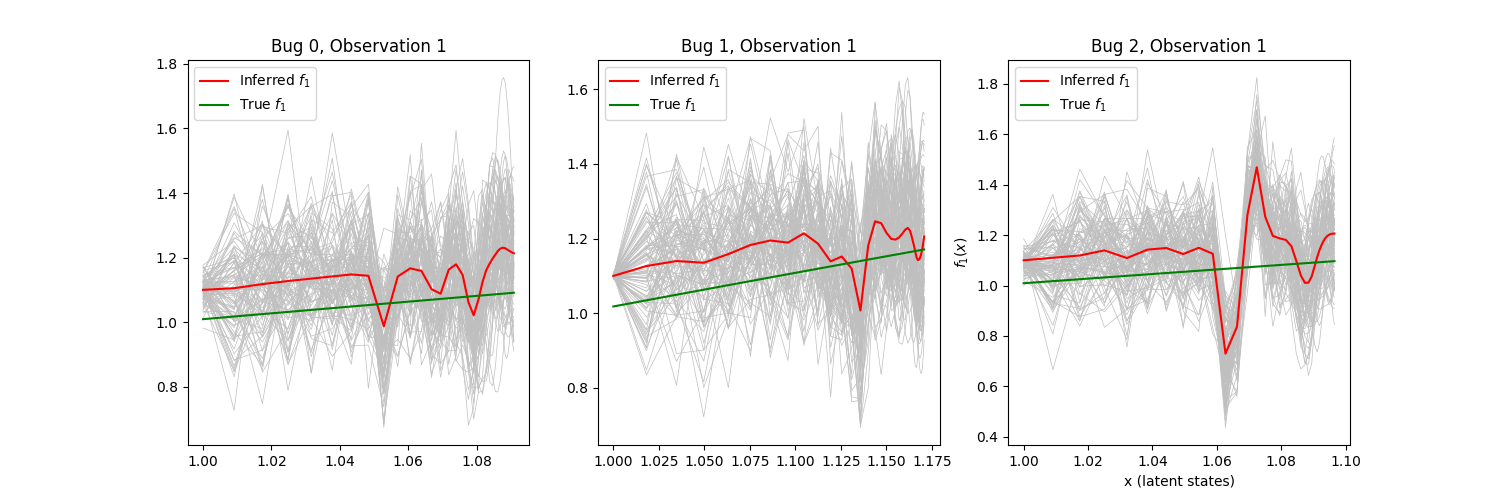 Bug 0, Observation 1
Inferred f₁
True f₁
1.8
1.6
1.4
1.2
1.0
0.8
1.00 1.02 1.04 1.06 1.08
Bug 1, Observation 1
Inferred f₁
True f₁
1.6
1.4
1.2
1.0
0.8
1.000 1.025 1.050 1.075 1.100 1.125 1.150 1.175
Bug 2, Observation 1
Inferred f₁
True f₁
f₁(x)
1.8
1.6
1.4
1.2
1.0
0.8
0.6
0.4
1.00 1.02 1.04 1.06 1.08 1.10
x (latent states)